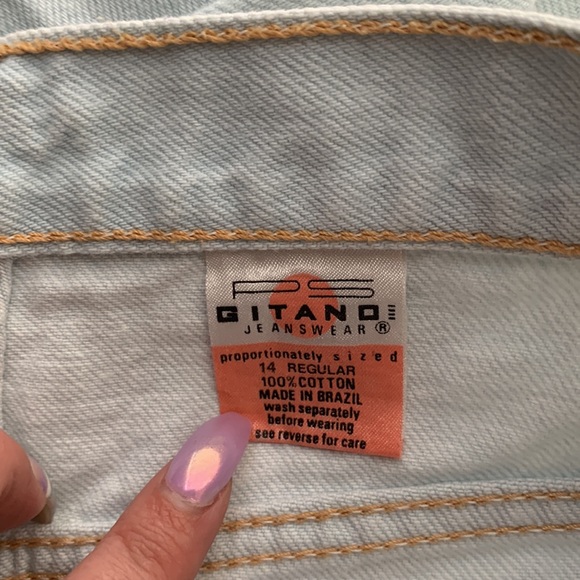 PS
GITANO
JEANSWEAR ®
proportionately sized
14 REGULAR
100% COTTON
MADE IN BRAZIL
wash separately
before wearing
see reverse for care